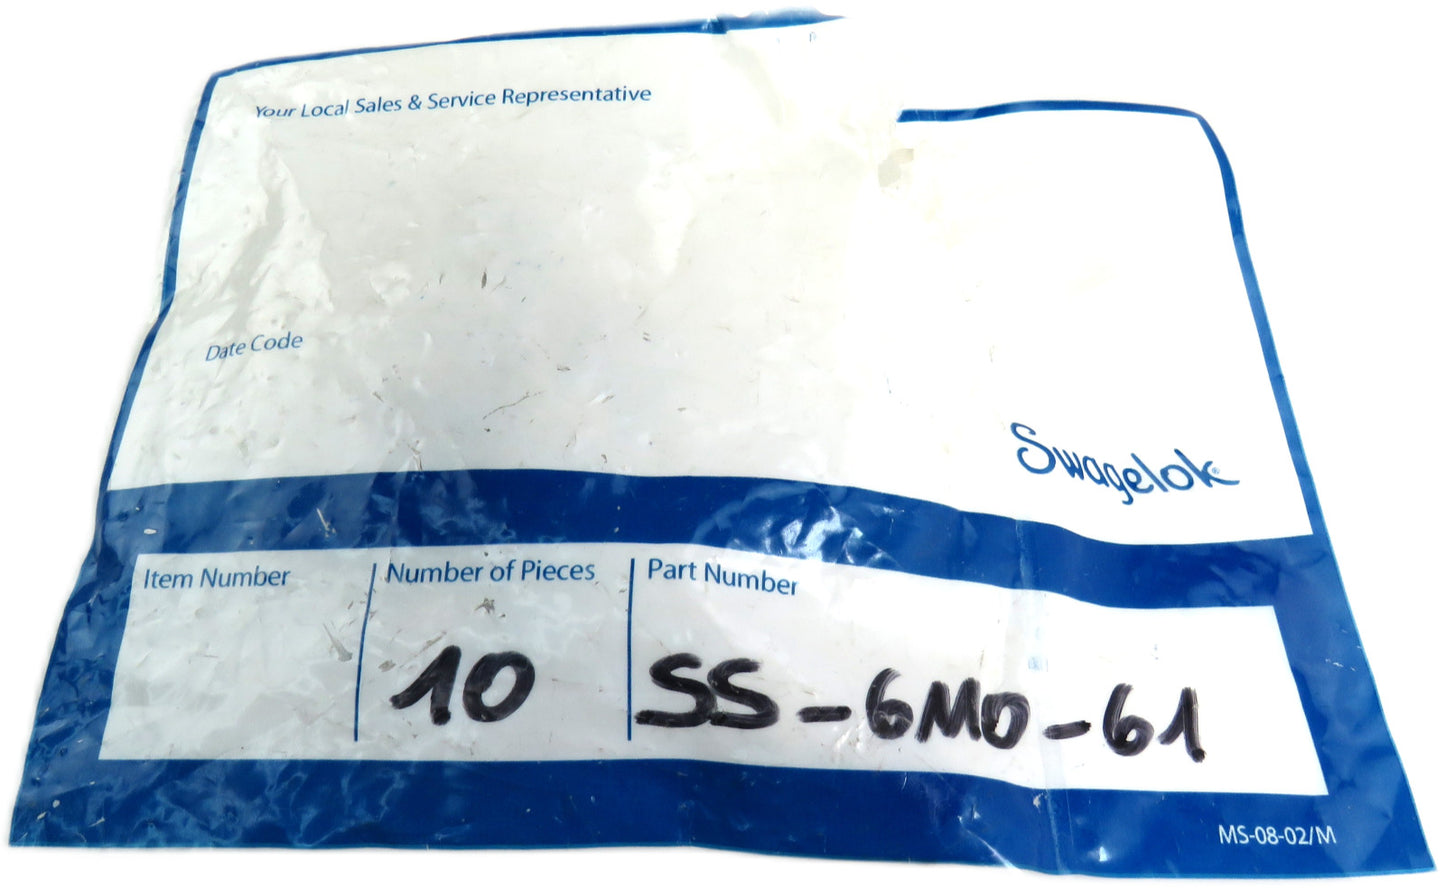 Your Local Sales & Service Representative
Date Code
Swagelok®
Item Number
Number of Pieces
Part Number
10
SS-6M0-61
MS-08-02/M